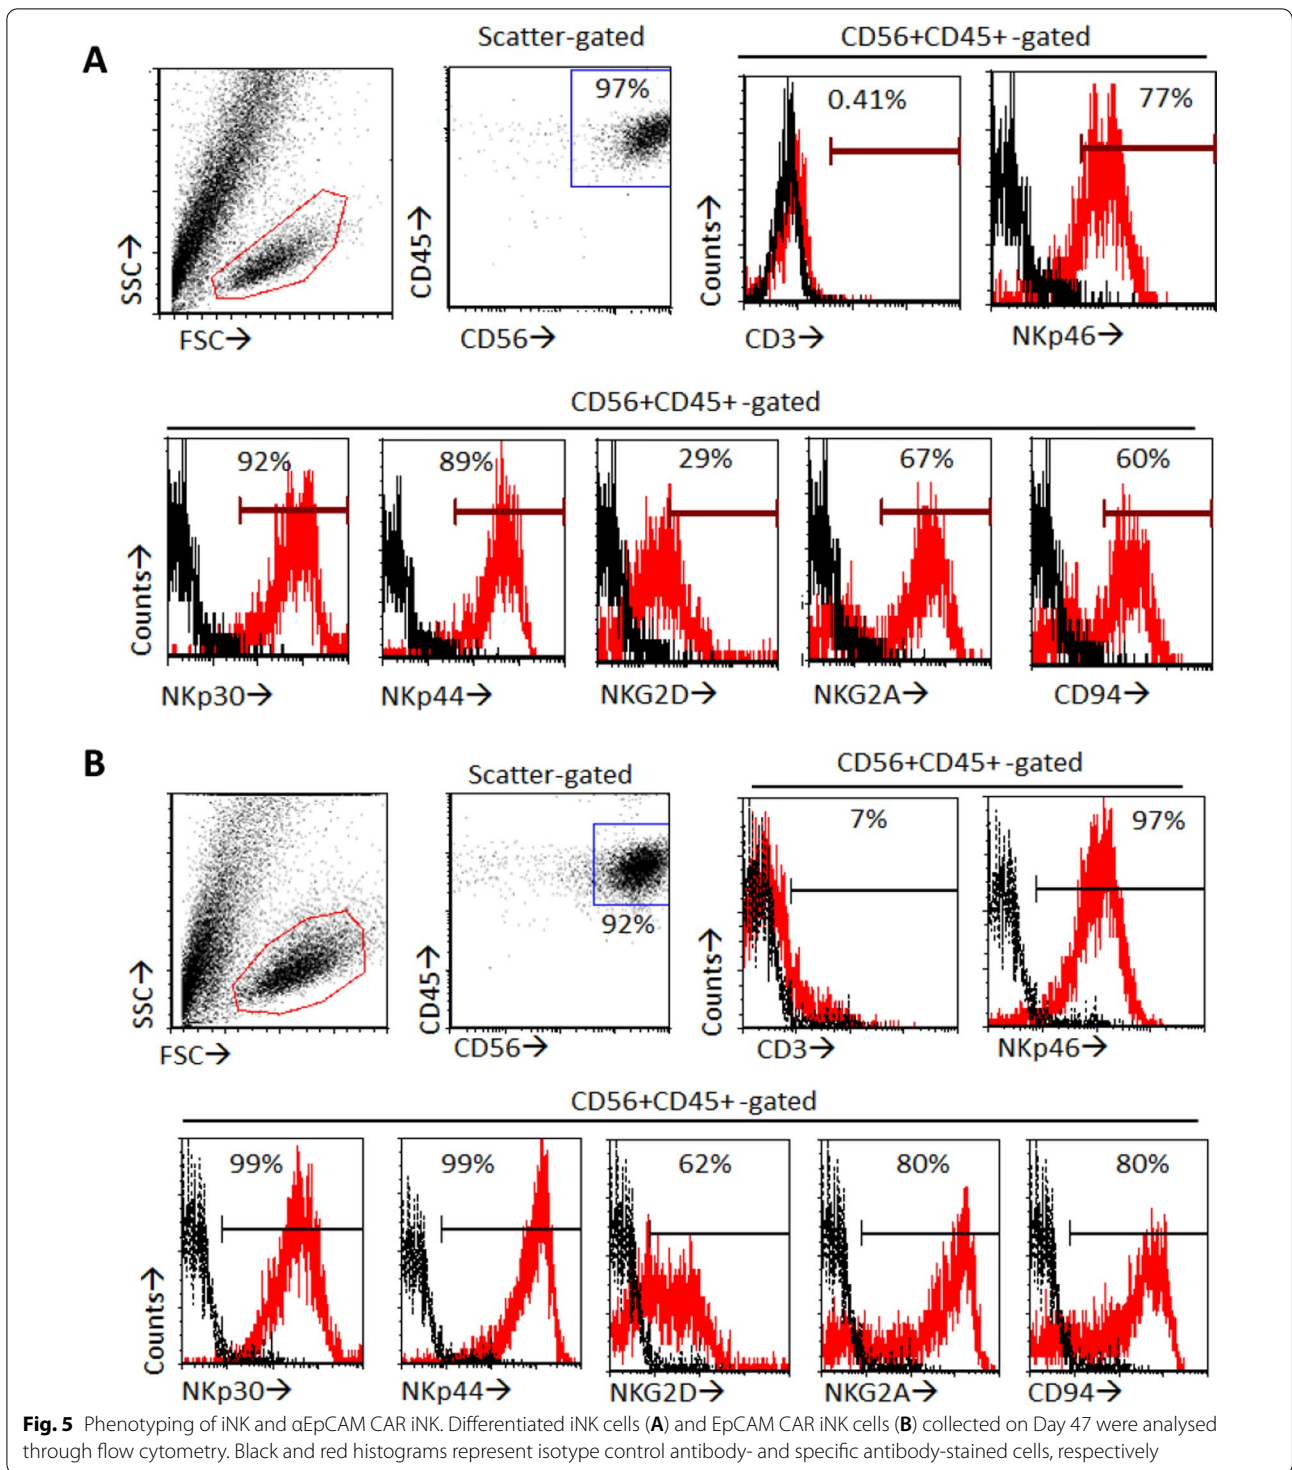 A
Scatter-gated
CD56+CD45+ -gated
97%
0.41%
77%
SSC→
FSC→
CD45→
CD56→
Counts→
CD3→
NKp46→
CD56+CD45+ -gated
92%
89%
29%
67%
60%
Counts→
NKp30→
NKp44→
NKG2D→
NKG2A→
CD94→
B
Scatter-gated
CD56+CD45+ -gated
92%
7%
97%
SSC→
FSC→
CD45→
CD56→
Counts→
CD3→
NKp46→
CD56+CD45+ -gated
99%
99%
62%
80%
80%
Counts→
NKp30→
NKp44→
NKG2D→
NKG2A→
CD94→
Fig. 5 Phenotyping of iNK and αEpCAM CAR iNK. Differentiated iNK cells (A) and EpCAM CAR iNK cells (B) collected on Day 47 were analysed
through flow cytometry. Black and red histograms represent isotype control antibody- and specific antibody-stained cells, respectively